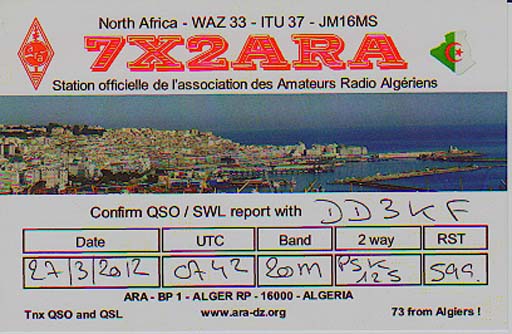 North Africa - WAZ 33 - ITU 37 - JM16MS
7X2ARA
Station officielle de l'association des Amateurs Radio Algériens
Confirm QSO / SWL report with DD3KF
Date UTC Band 2 way RST
27/3/2012 0742 20m PSK 125 599.
ARA - BP 1 - ALGER RP - 16000 - ALGERIA
Tnx QSO and QSL www.ara-dz.org 73 from Algiers !